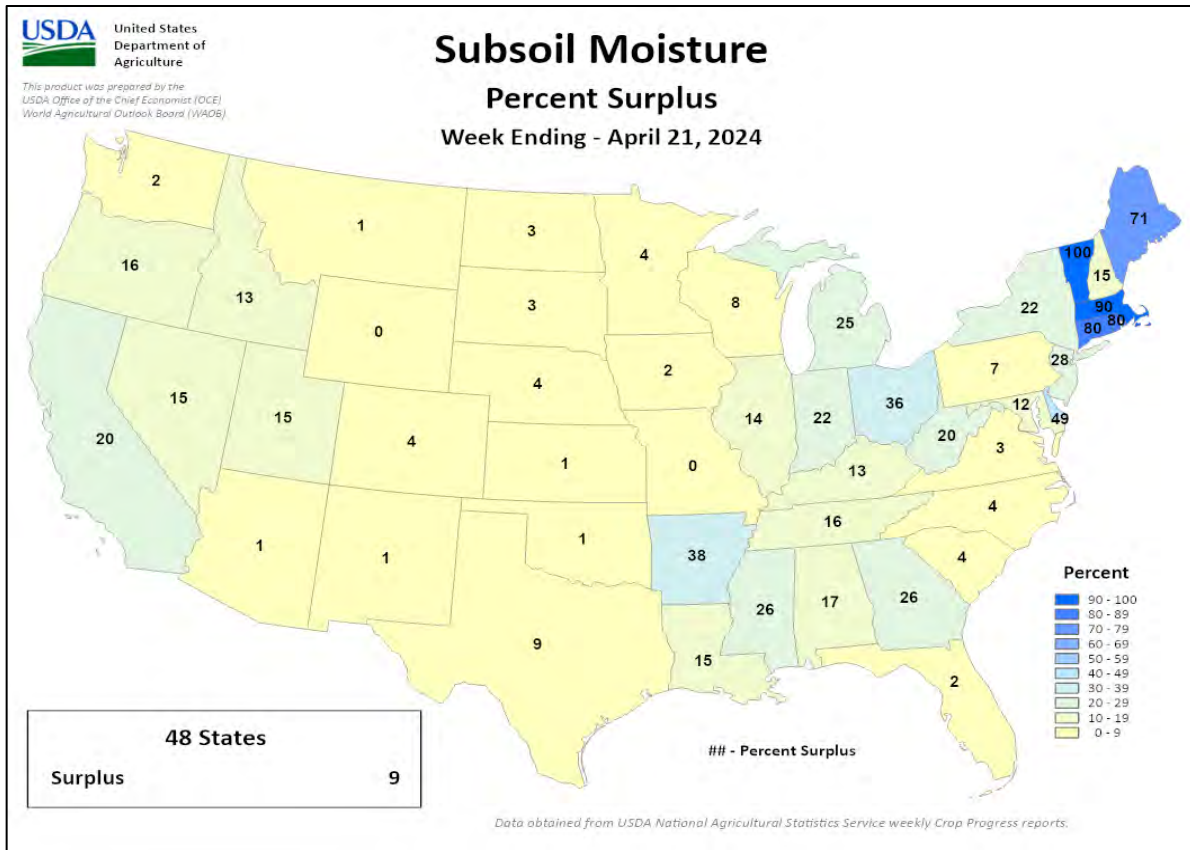 USDA
United States
Department of
Agriculture
This product was prepared by the
USDA Office of the Chief Economist (OCE)
World Agricultural Outlook Board (WAOB)
Subsoil Moisture
Percent Surplus
Week Ending - April 21, 2024
2
1
3
4
8
16
13
0
3
4
2
25
22
100
15
71
90
80
80
20
15
15
4
1
0
14
22
36
7
28
12
49
20
3
13
16
4
4
1
1
1
38
26
17
26
9
15
2
Percent
90 - 100
80 - 89
70 - 79
60 - 69
50 - 59
40 - 49
30 - 39
20 - 29
10 - 19
0 - 9
## - Percent Surplus
48 States
Surplus 9
Data obtained from USDA National Agricultural Statistics Service weekly Crop Progress reports.